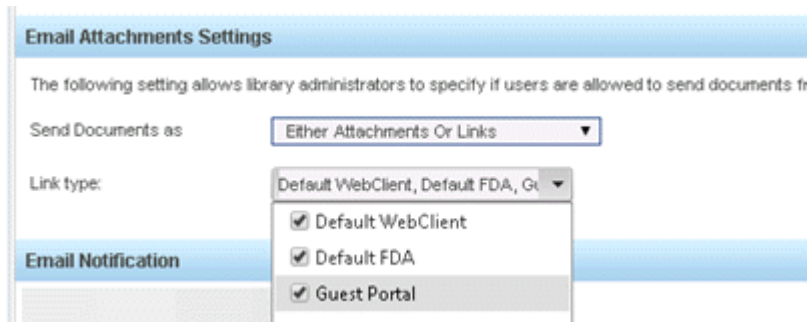 Email Attachments Settings
The following setting allows library administrators to specify if users are allowed to send documents
Send Documents as
Either Attachments Or Links
Link type:
Default WebClient, Default FDA,
Default WebClient
Default FDA
Email Notification
Guest Portal